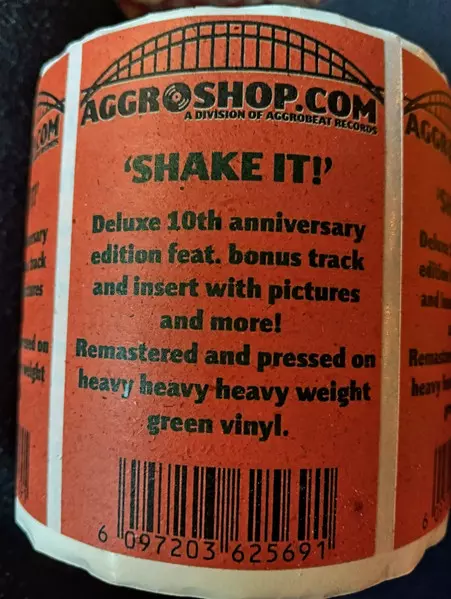 AGGROSHOP.COM
A DIVISION OF AGGROBEAT RECORDS
'SHAKE IT!'
Deluxe 10th anniversary
edition feat. bonus track
and insert with pictures
and more!
Remastered and pressed on
heavy heavy heavy weight
green vinyl.
6 097203 625691